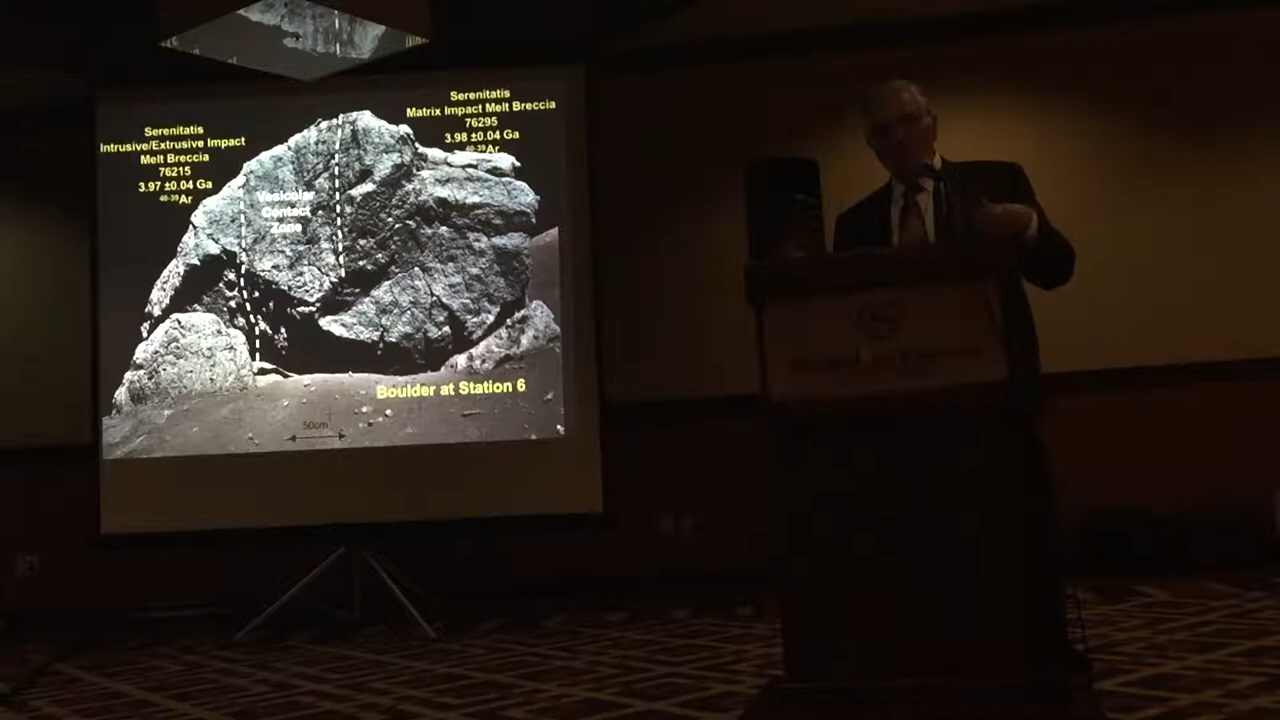 Serenitatis
Intrusive/Extrusive Impact
Melt Breccia
76215
3.97 ±0.04 Ga
40-39Ar
Serenitatis
Matrix Impact Melt Breccia
76295
3.98 ±0.04 Ga
40-39Ar
Vesicular
Contact
Zone
Boulder at Station 6
50cm